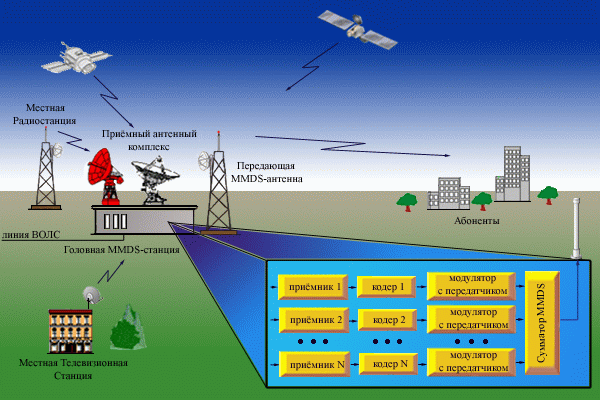 Местная
Радиостанция
Приёмный антенный
комплекс
Передающая
MMDS-антенна
Абоненты
линия ВОЛС
Головная MMDS-станция
Местная Телевизионная
Станция
приёмник 1
кодер 1
модулятор
с передатчиком
приёмник 2
кодер 2
модулятор
с передатчиком
приёмник N
кодер N
модулятор
с передатчиком
Сумматор MMDS